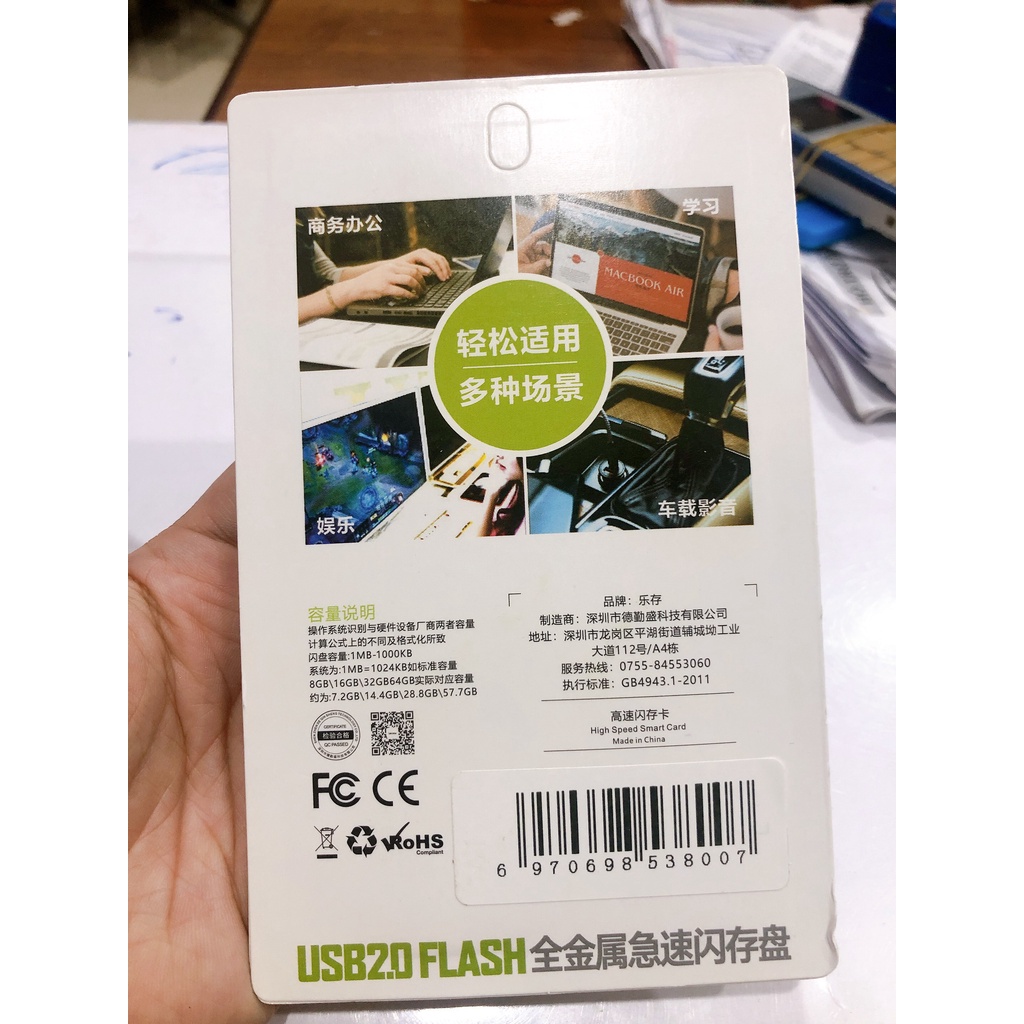 商务办公
学习
MACBOOK AIR
轻松适用
多种场景
娱乐
车载影音
容量说明
操作系统识别与硬件设备厂商两者容量
计算公式上的不同及格式化所致
闪盘容量:1MB-1000KB
系统为:1MB=1024KB如标准容量
8GB\16GB\32GB64GB实际对应容量
约为:7.2GB\14.4GB\28.8GB\57.7GB
品牌：乐存
制造商：深圳市德勤盛科技有限公司
地址：深圳市龙岗区平湖街道辅城坳工业
大道112号/A4栋
服务热线：0755-84553060
执行标准：GB4943.1-2011
高速闪存卡
High Speed Smart Card
Made in China
CERTIFICATE
检验合格
QC PASSED
FC CE
RoHS
Compliant
6 970698 538007
USB2.0 FLASH 全金属急速闪存盘